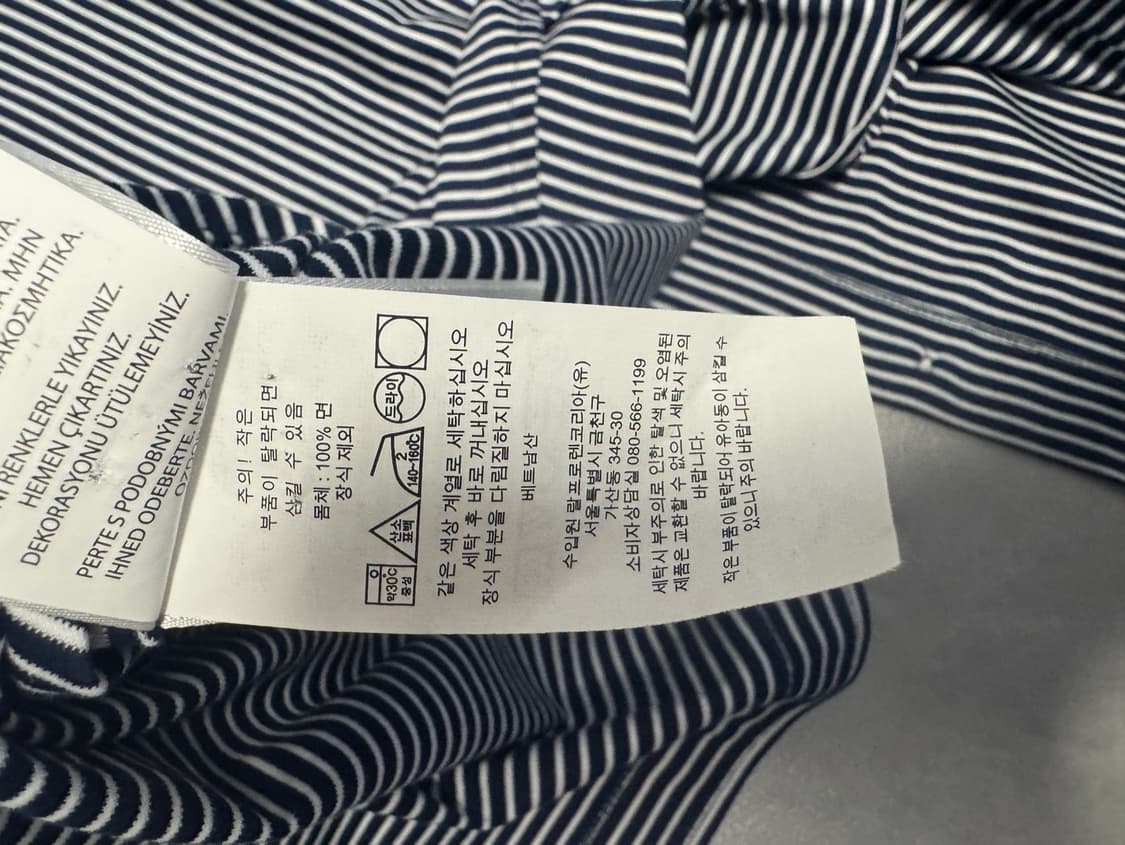 AKOΣMHTIKA.
RENKLERLE YIKAYINIZ.
HEMEN ÇIKARTINIZ.
DEKORASYONU ÜTÜLEMEYİNİZ.
PERTE S PODOBNÝMI BARVAMI
IHNED ODEBERTE.
주의! 작은
부품이 탈락되면
삼킬 수 있음
몸체 : 100% 면
장식 제외
약30℃
중성
산소
표백
2
140~160℃
드라이
같은 색상 계열로 세탁하십시오
세탁 후 바로 꺼내십시오
장식 부분을 다림질하지 마십시오
베트남산
수입원 랄프로렌코리아(유)
서울특별시 금천구
가산동 345-30
소비자상담실 080-566-1199
세탁시 부주의로 인한 탈색 및 오염된
제품은 교환할 수 없으니 세탁시 주의
바랍니다.
작은 부품이 탈락되어 유아동이 삼킬 수
있으니 주의 바랍니다.